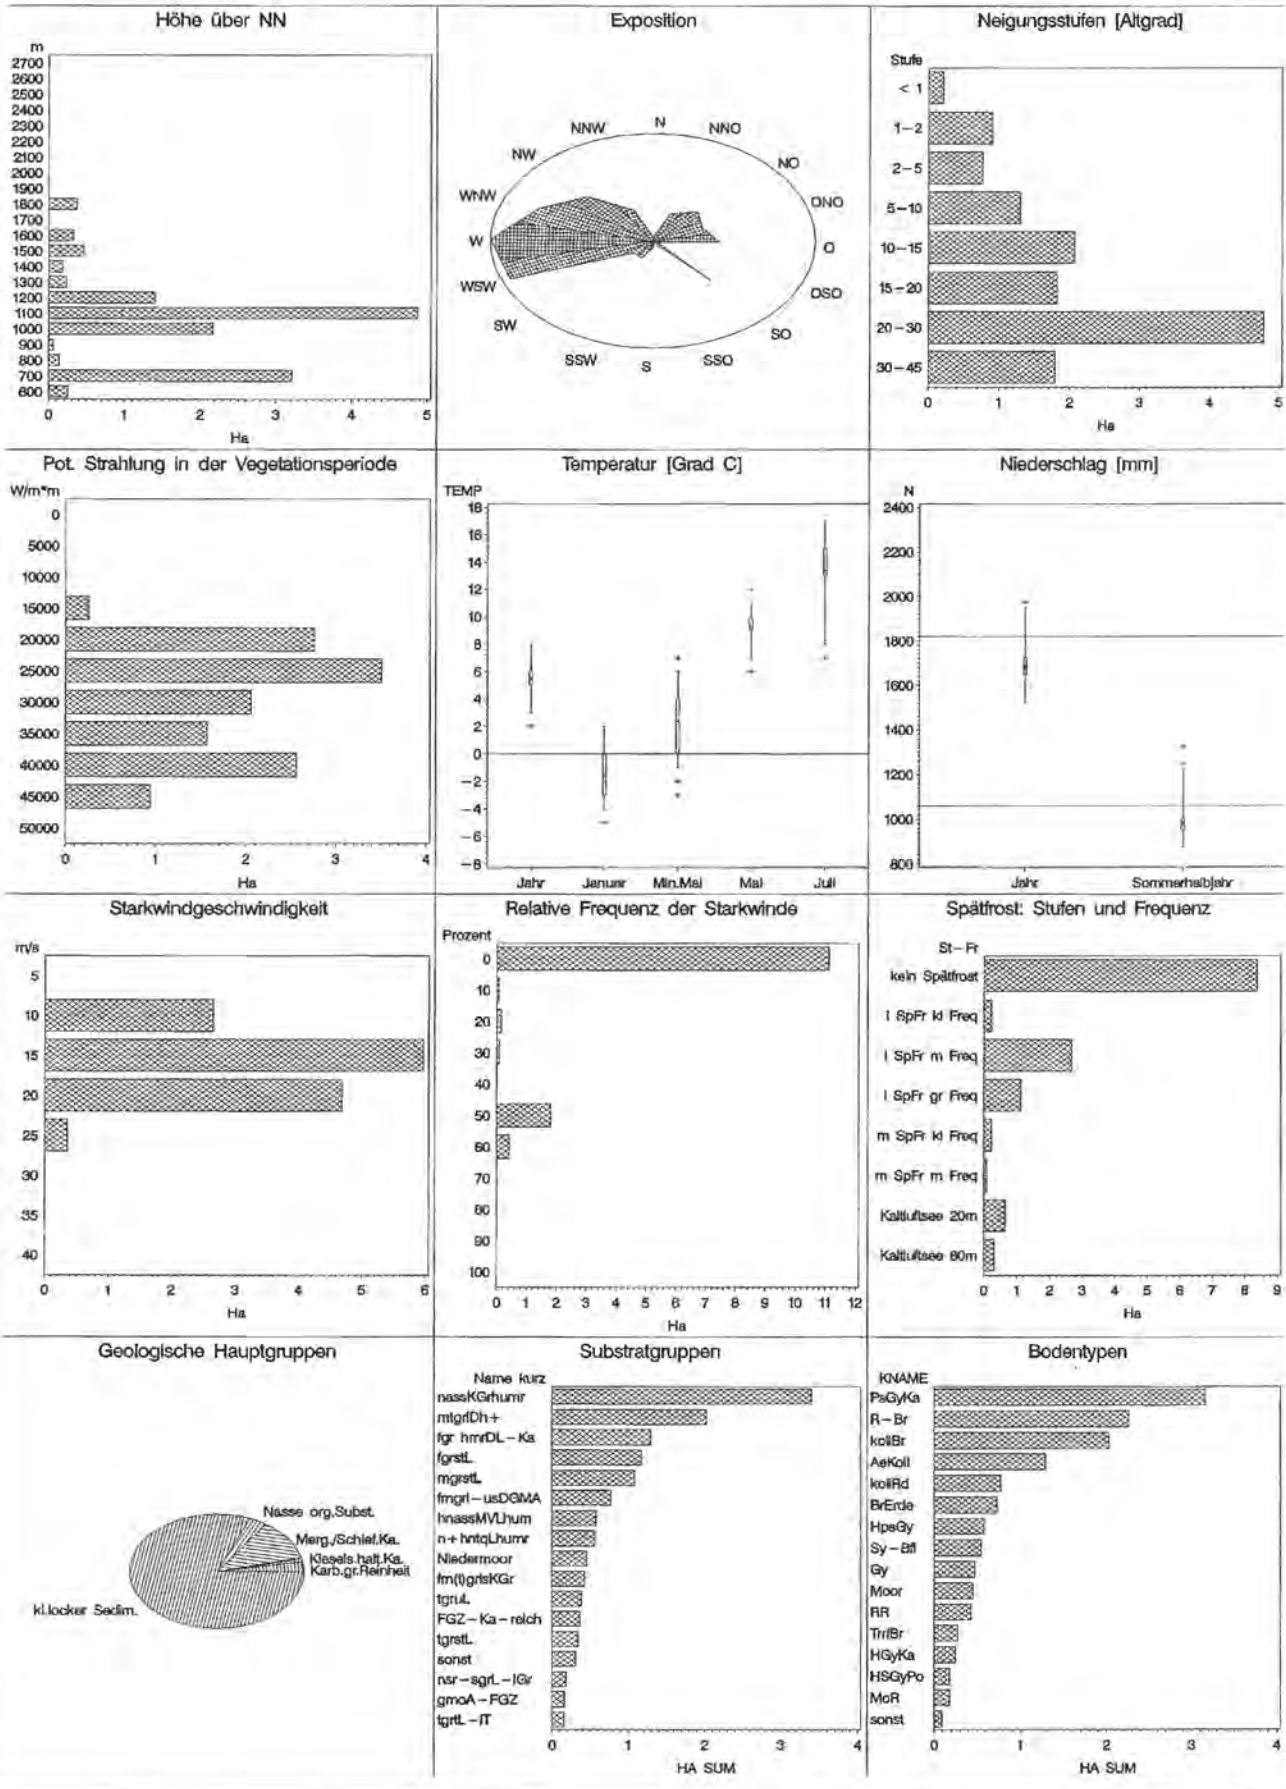 Höhe über NN
m
2700
2600
2500
2400
2300
2200
2100
2000
1900
1800
1700
1600
1500
1400
1300
1200
1100
1000
900
800
700
600
0 1 2 3 4 5
Ha
Exposition
N
NNW NNO
NW NO
WNW ONO
W O
WSW OSO
SW SO
SSW SSO
S
Neigungsstufen [Altgrad]
Stufe
< 1
1-2
2-5
5-10
10-15
15-20
20-30
30-45
0 1 2 3 4 5
Ha
Pot. Strahlung in der Vegetationsperiode
W/m*m
0
5000
10000
15000
20000
25000
30000
35000
40000
45000
50000
0 1 2 3 4
Ha
Temperatur [Grad C]
TEMP
18
16
14
12
10
8
6
4
2
0
-2
-4
-6
-8
Jahr Januar Min.Mai Mai Juli
Niederschlag [mm]
N
2400
2200
2000
1800
1600
1400
1200
1000
800
Jahr Sommerhalbjahr
Starkwindgeschwindigkeit
m/s
5
10
15
20
25
30
35
40
0 1 2 3 4 5 6
Ha
Relative Frequenz der Starkwinde
Prozent
0
10
20
30
40
50
60
70
80
90
100
0 1 2 3 4 5 6 7 8 9 10 11 12
Ha
Spätfrost: Stufen und Frequenz
St-Fr
kein Spätfrost
l SpFr kl Freq
l SpFr m Freq
l SpFr gr Freq
m SpFr kl Freq
m SpFr m Freq
Kaltluftsee 20m
Kaltluftsee 80m
0 1 2 3 4 5 6 7 8 9
Ha
Geologische Hauptgruppen
Nasse org.Subst.
Merg./Schief.Ka.
Kiesels.halt.Ka.
Karb.gr.Reinheit
kl.locker Sedim.
Substratgruppen
Name kurz
nassKGrhumr
mtgrlDh+
fgr hmrDL-Ka
fgrstL
mgrstL
fmgrl-usDGMA
hnassMVLhum
n+hntqLhumr
Niedermoor
fm(t)grlsKGr
tgruL
FGZ-Ka-reich
tgrstL
sonst
nsr-sgrL-lGr
gmoA-FGZ
tgrtL-lT
0 1 2 3 4
HA SUM
Bodentypen
KNAME
PsGyKa
R-Br
kollBr
AeKoll
kollRd
BrErde
HpsGy
Sy-Bfl
Gy
Moor
RR
TrrfBr
HGyKa
HSGyPo
MoR
sonst
0 1 2 3 4
HA SUM